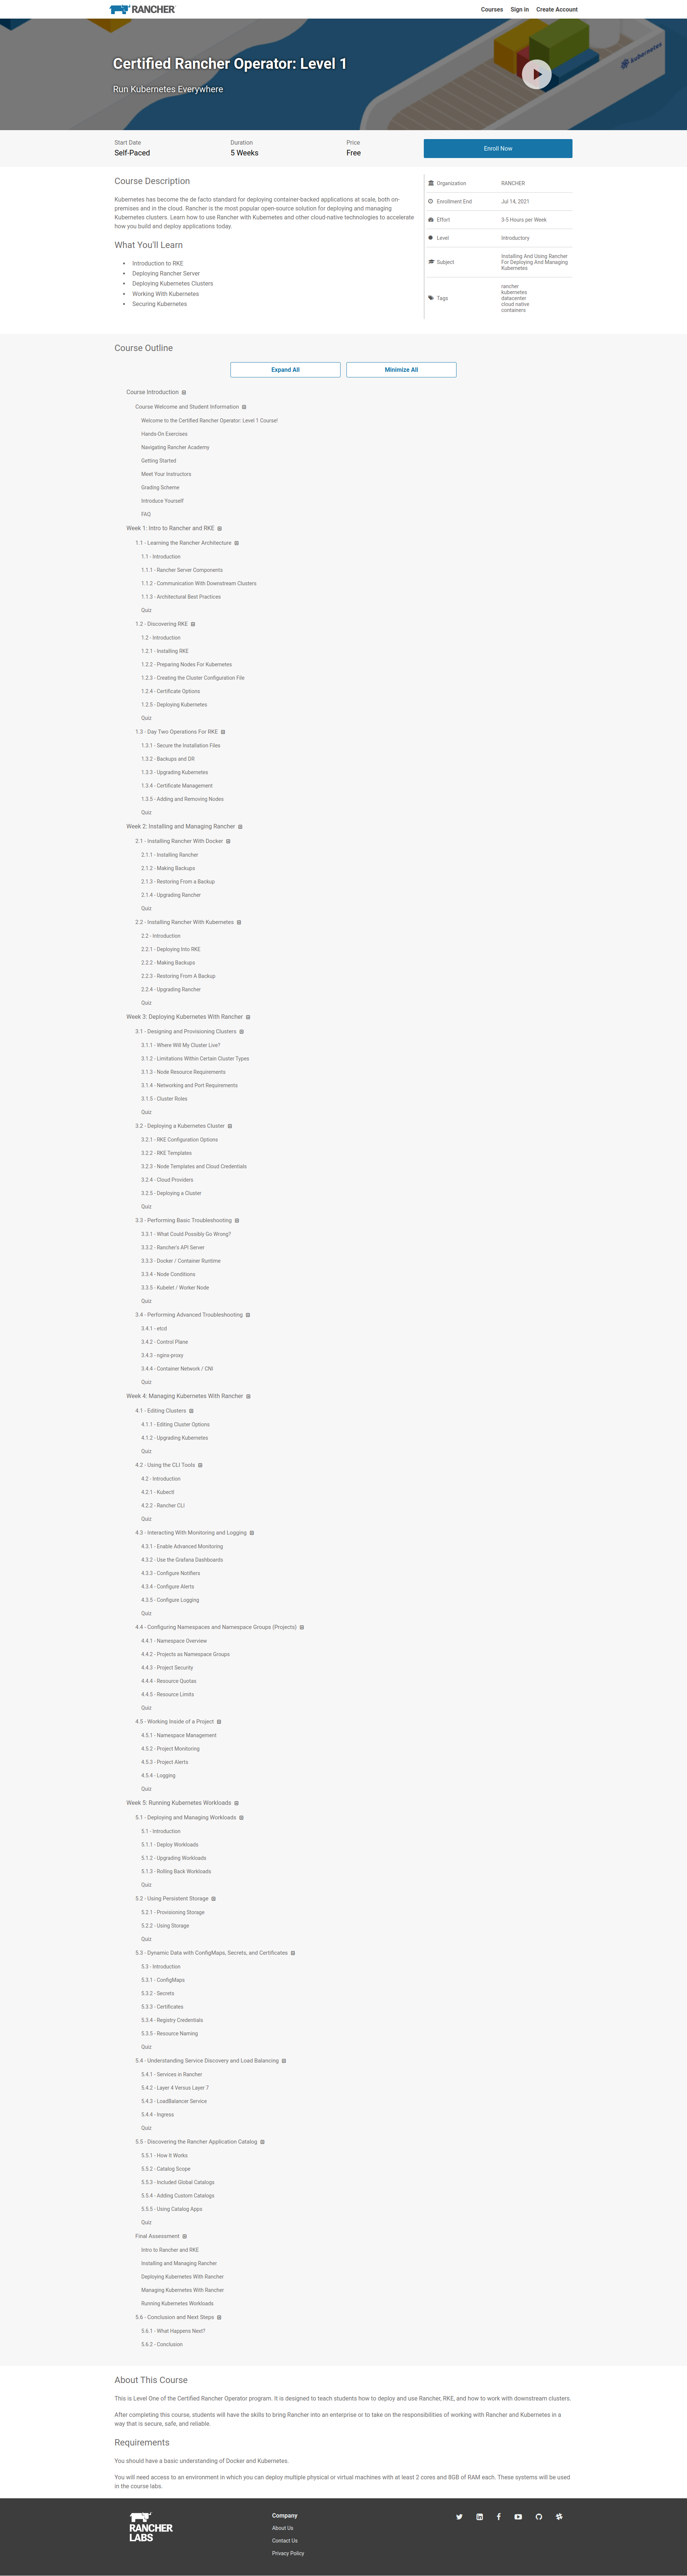 RANCHER
Courses Sign in Create Account
Certified Rancher Operator: Level 1
Run Kubernetes Everywhere
kubernetes
Start Date
Self-Paced
Duration
5 Weeks
Price
Free
Enroll Now
Course Description
Kubernetes has become the de facto standard for deploying container-backed applications at scale, both on-
premises and in the cloud. Rancher is the most popular open-source solution for deploying and managing
Kubernetes clusters. Learn how to use Rancher with Kubernetes and other cloud-native technologies to accelerate
how you build and deploy applications today.
What You'll Learn
Introduction to RKE
Deploying Rancher Server
Deploying Kubernetes Clusters
Working With Kubernetes
Securing Kubernetes
Organization RANCHER
Enrollment End Jul 14, 2021
Effort 3-5 Hours per Week
Level Introductory
Subject Installing And Using Rancher
For Deploying And Managing
Kubernetes
Tags rancher
kubernetes
datacenter
cloud native
containers
Course Outline
Expand All Minimize All
Course Introduction
Course Welcome and Student Information
Welcome to the Certified Rancher Operator: Level 1 Course!
Hands-On Exercises
Navigating Rancher Academy
Getting Started
Meet Your Instructors
Grading Scheme
Introduce Yourself
FAQ
Week 1: Intro to Rancher and RKE
1.1 - Learning the Rancher Architecture
1.1 - Introduction
1.1.1 - Rancher Server Components
1.1.2 - Communication With Downstream Clusters
1.1.3 - Architectural Best Practices
Quiz
1.2 - Discovering RKE
1.2 - Introduction
1.2.1 - Installing RKE
1.2.2 - Preparing Nodes For Kubernetes
1.2.3 - Creating the Cluster Configuration File
1.2.4 - Certificate Options
1.2.5 - Deploying Kubernetes
Quiz
1.3 - Day Two Operations For RKE
1.3.1 - Secure the Installation Files
1.3.2 - Backups and DR
1.3.3 - Upgrading Kubernetes
1.3.4 - Certificate Management
1.3.5 - Adding and Removing Nodes
Quiz
Week 2: Installing and Managing Rancher
2.1 - Installing Rancher With Docker
2.1.1 - Installing Rancher
2.1.2 - Making Backups
2.1.3 - Restoring From a Backup
2.1.4 - Upgrading Rancher
Quiz
2.2 - Installing Rancher With Kubernetes
2.2 - Introduction
2.2.1 - Deploying Into RKE
2.2.2 - Making Backups
2.2.3 - Restoring From A Backup
2.2.4 - Upgrading Rancher
Quiz
Week 3: Deploying Kubernetes With Rancher
3.1 - Designing and Provisioning Clusters
3.1.1 - Where Will My Cluster Live?
3.1.2 - Limitations Within Certain Cluster Types
3.1.3 - Node Resource Requirements
3.1.4 - Networking and Port Requirements
3.1.5 - Cluster Roles
Quiz
3.2 - Deploying a Kubernetes Cluster
3.2.1 - RKE Configuration Options
3.2.2 - RKE Templates
3.2.3 - Node Templates and Cloud Credentials
3.2.4 - Cloud Providers
3.2.5 - Deploying a Cluster
Quiz
3.3 - Performing Basic Troubleshooting
3.3.1 - What Could Possibly Go Wrong?
3.3.2 - Rancher's API Server
3.3.3 - Docker / Container Runtime
3.3.4 - Node Conditions
3.3.5 - Kubelet / Worker Node
Quiz
3.4 - Performing Advanced Troubleshooting
3.4.1 - etcd
3.4.2 - Control Plane
3.4.3 - nginx-proxy
3.4.4 - Container Network / CNI
Quiz
Week 4: Managing Kubernetes With Rancher
4.1 - Editing Clusters
4.1.1 - Editing Cluster Options
4.1.2 - Upgrading Kubernetes
Quiz
4.2 - Using the CLI Tools
4.2 - Introduction
4.2.1 - Kubectl
4.2.2 - Rancher CLI
Quiz
4.3 - Interacting With Monitoring and Logging
4.3.1 - Enable Advanced Monitoring
4.3.2 - Use the Grafana Dashboards
4.3.3 - Configure Notifiers
4.3.4 - Configure Alerts
4.3.5 - Configure Logging
Quiz
4.4 - Configuring Namespaces and Namespace Groups (Projects)
4.4.1 - Namespace Overview
4.4.2 - Projects as Namespace Groups
4.4.3 - Project Security
4.4.4 - Resource Quotas
4.4.5 - Resource Limits
Quiz
4.5 - Working Inside of a Project
4.5.1 - Namespace Management
4.5.2 - Project Monitoring
4.5.3 - Project Alerts
4.5.4 - Logging
Quiz
Week 5: Running Kubernetes Workloads
5.1 - Deploying and Managing Workloads
5.1 - Introduction
5.1.1 - Deploy Workloads
5.1.2 - Upgrading Workloads
5.1.3 - Rolling Back Workloads
Quiz
5.2 - Using Persistent Storage
5.2.1 - Provisioning Storage
5.2.2 - Using Storage
Quiz
5.3 - Dynamic Data with ConfigMaps, Secrets, and Certificates
5.3 - Introduction
5.3.1 - ConfigMaps
5.3.2 - Secrets
5.3.3 - Certificates
5.3.4 - Registry Credentials
5.3.5 - Resource Naming
Quiz
5.4 - Understanding Service Discovery and Load Balancing
5.4.1 - Services in Rancher
5.4.2 - Layer 4 Versus Layer 7
5.4.3 - LoadBalancer Service
5.4.4 - Ingress
Quiz
5.5 - Discovering the Rancher Application Catalog
5.5.1 - How It Works
5.5.2 - Catalog Scope
5.5.3 - Included Global Catalogs
5.5.4 - Adding Custom Catalogs
5.5.5 - Using Catalog Apps
Quiz
Final Assessment
Intro to Rancher and RKE
Installing and Managing Rancher
Deploying Kubernetes With Rancher
Managing Kubernetes With Rancher
Running Kubernetes Workloads
5.6 - Conclusion and Next Steps
5.6.1 - What Happens Next?
5.6.2 - Conclusion
About This Course
This is Level One of the Certified Rancher Operator program. It is designed to teach students how to deploy and use Rancher, RKE, and how to work with downstream clusters.
After completing this course, students will have the skills to bring Rancher into an enterprise or to take on the responsibilities of working with Rancher and Kubernetes in a
way that is secure, safe, and reliable.
Requirements
You should have a basic understanding of Docker and Kubernetes.
You will need access to an environment in which you can deploy multiple physical or virtual machines with at least 2 cores and 8GB of RAM each. These systems will be used
in the course labs.
RANCHER
LABS
Company
About Us
Contact Us
Privacy Policy